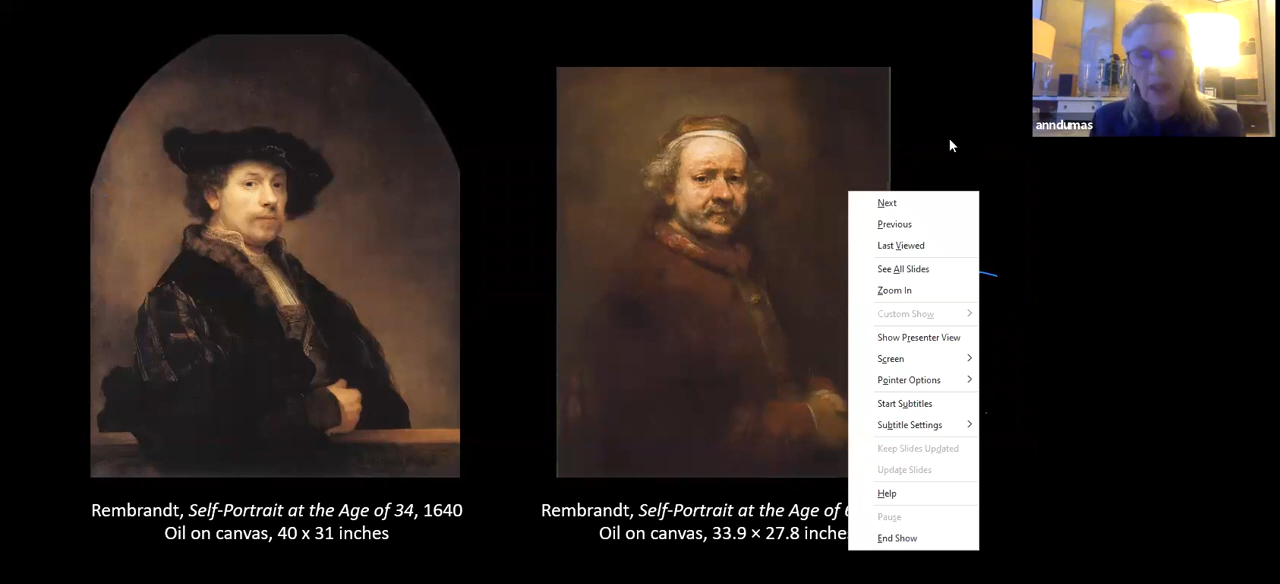 anndumas
Next
Previous
Last Viewed
See All Slides
Zoom In
Custom Show
Show Presenter View
Screen
Pointer Options
Start Subtitles
Subtitle Settings
Keep Slides Updated
Update Slides
Help
Pause
End Show
Rembrandt, Self-Portrait at the Age of 34, 1640
Oil on canvas, 40 x 31 inches
Rembrandt, Self-Portrait at the Age of
Oil on canvas, 33.9 × 27.8 inche